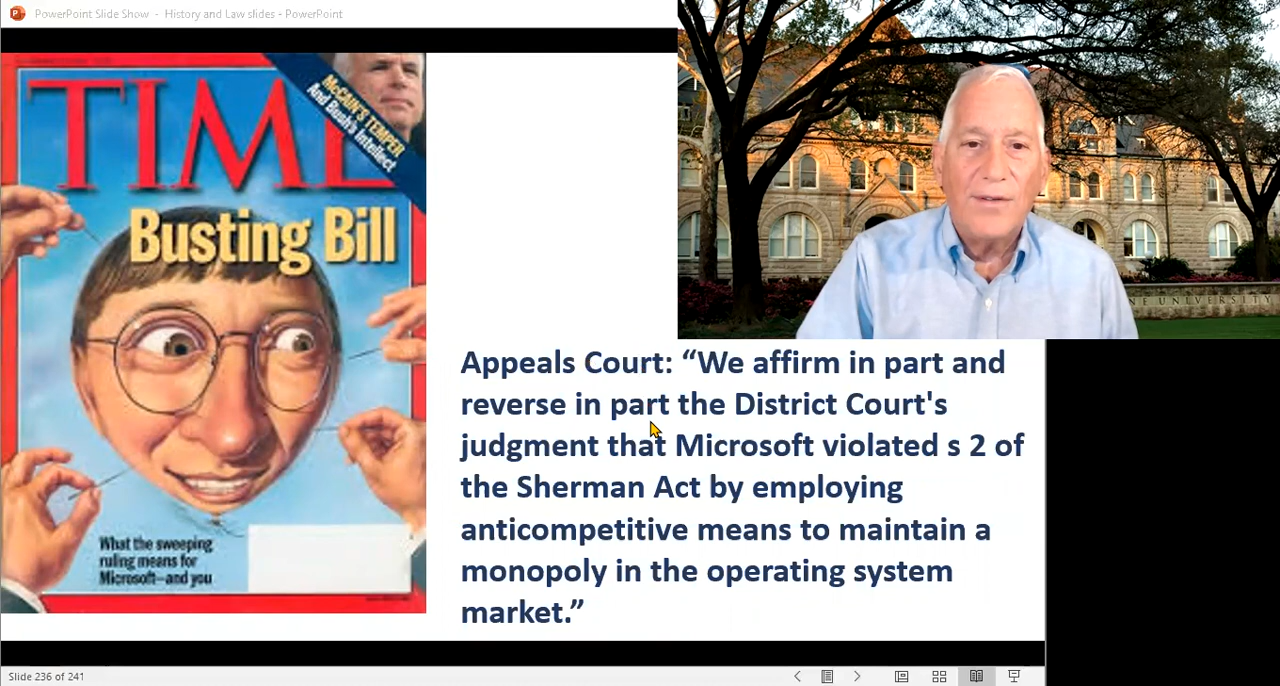 PowerPoint Slide Show - History and Law slides - PowerPoint
McCAIN'S TEMPER
And Bush's Intellect
TIME
Busting Bill
What the sweeping
ruling means for
Microsoft—and you
NE UNIVERSITY
Appeals Court: “We affirm in part and
reverse in part the District Court's
judgment that Microsoft violated s 2 of
the Sherman Act by employing
anticompetitive means to maintain a
monopoly in the operating system
market.”
Slide 236 of 241